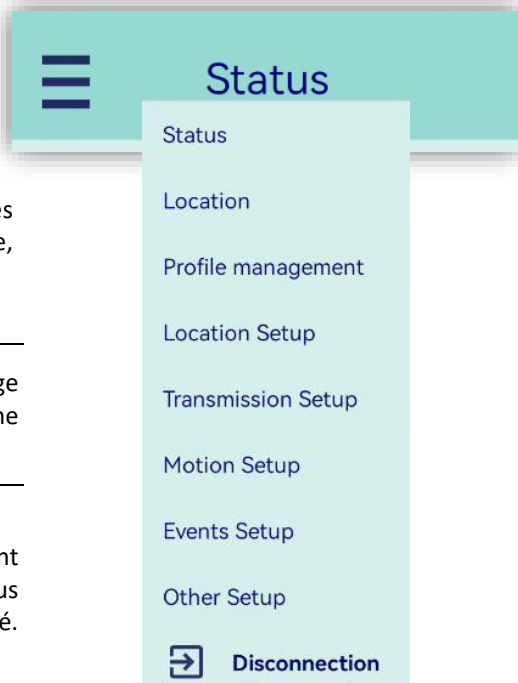 Status
Status
Location
Profile management
Location Setup
Transmission Setup
Motion Setup
Events Setup
Other Setup
Disconnection